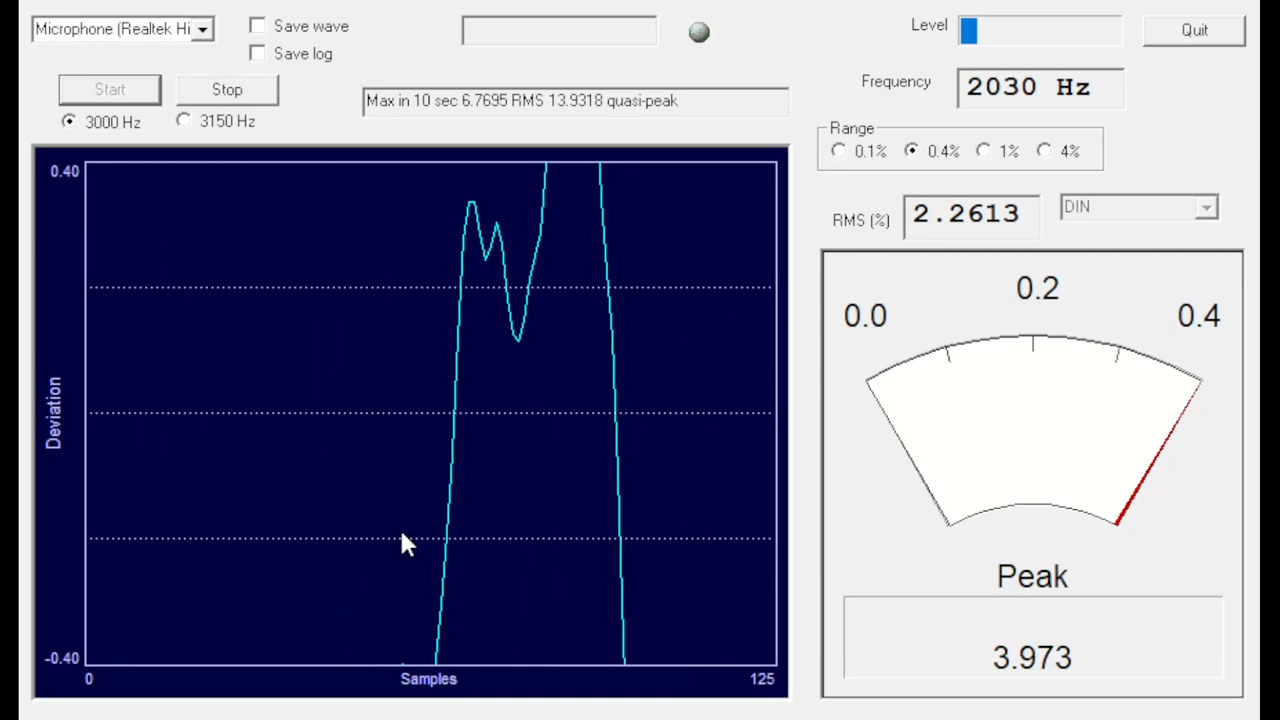 Microphone (Realtek Hi
Save wave
Save log
Level
Quit
Start
Stop
Frequency
2030 Hz
3000 Hz
3150 Hz
Max in 10 sec 6.7695 RMS 13.9318 quasi-peak
Range
0.1%
0.4%
1%
4%
RMS (%)
2.2613
DIN
0.40
Deviation
-0.40
0
Samples
125
0.0
0.2
0.4
Peak
3.973